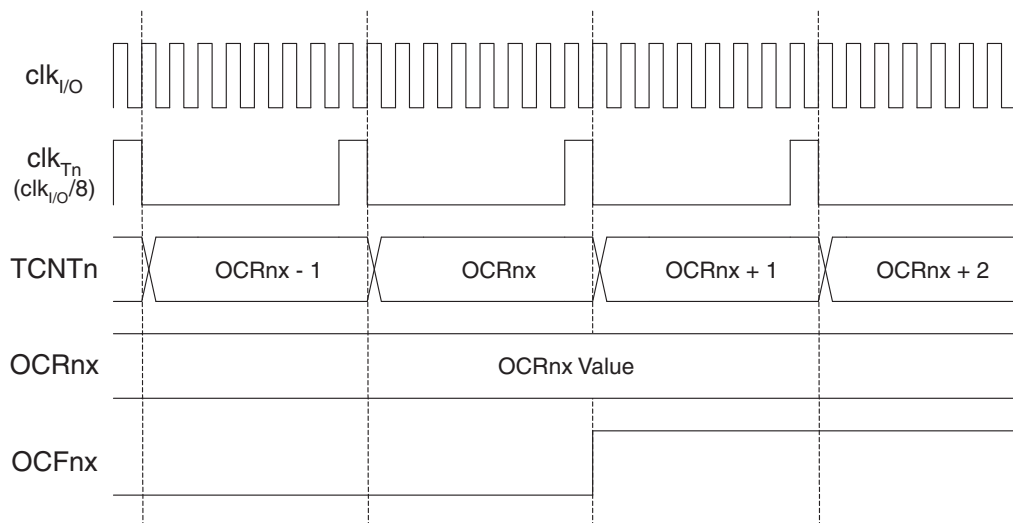 clkI/O
clkTn
(clkI/O/8)
TCNTn
OCRnx - 1
OCRnx
OCRnx + 1
OCRnx + 2
OCRnx
OCRnx Value
OCFnx